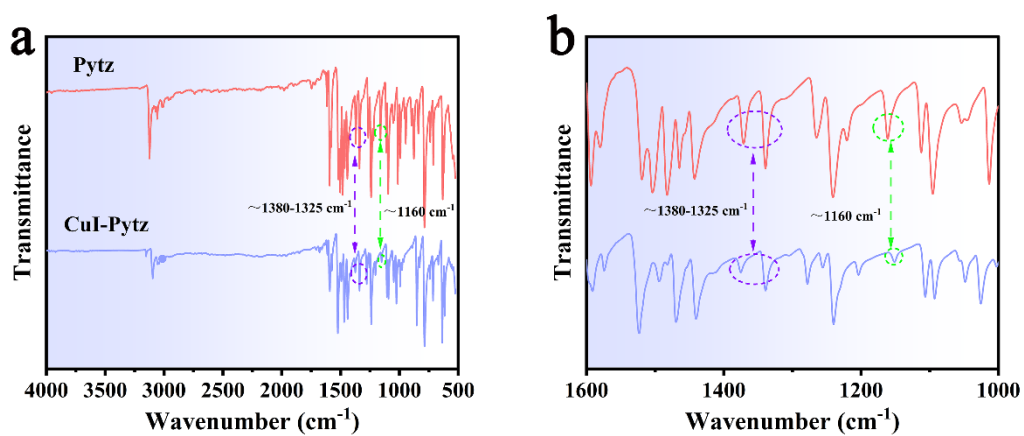 a
Pytz
~1380-1325 cm⁻¹
~1160 cm⁻¹
CuI-Pytz
Transmittance
4000 3500 3000 2500 2000 1500 1000 500
Wavenumber (cm⁻¹)
b
~1380-1325 cm⁻¹
~1160 cm⁻¹
Transmittance
1600 1400 1200 1000
Wavenumber (cm⁻¹)